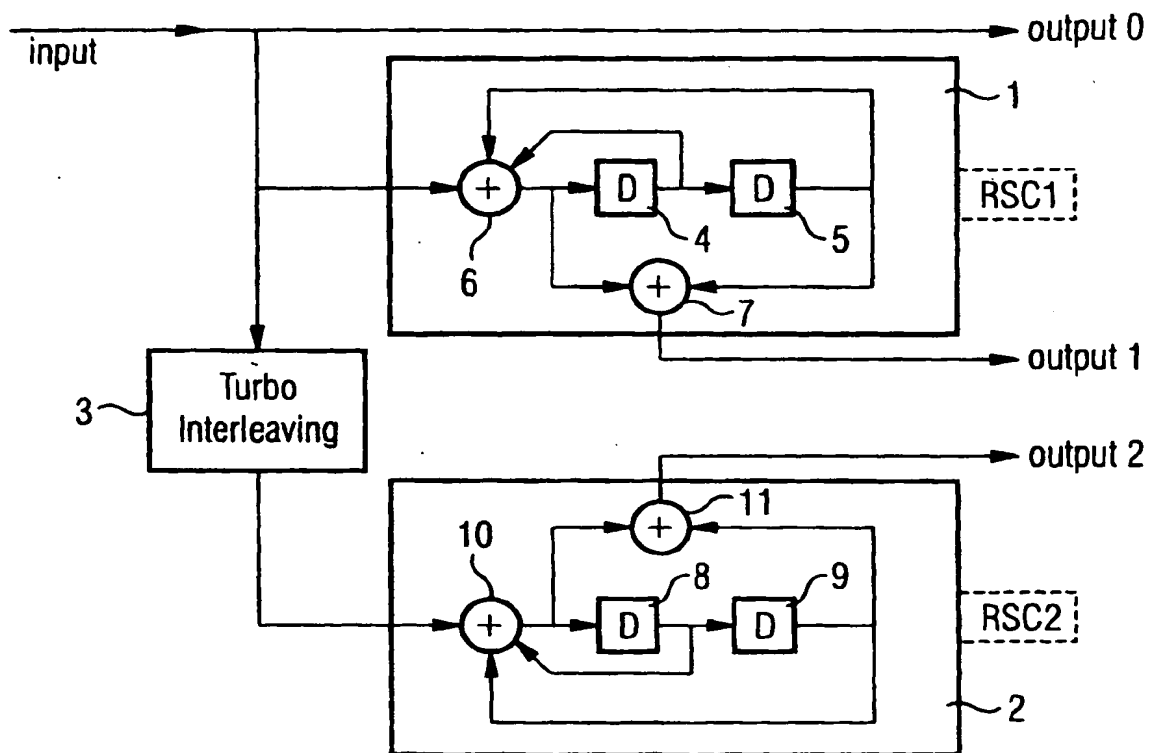 input
output 0
1
RSC1
+
D
D
6
4
5
+
7
output 1
3
Turbo
Interleaving
output 2
+
11
10
8
9
+
D
D
RSC2
2